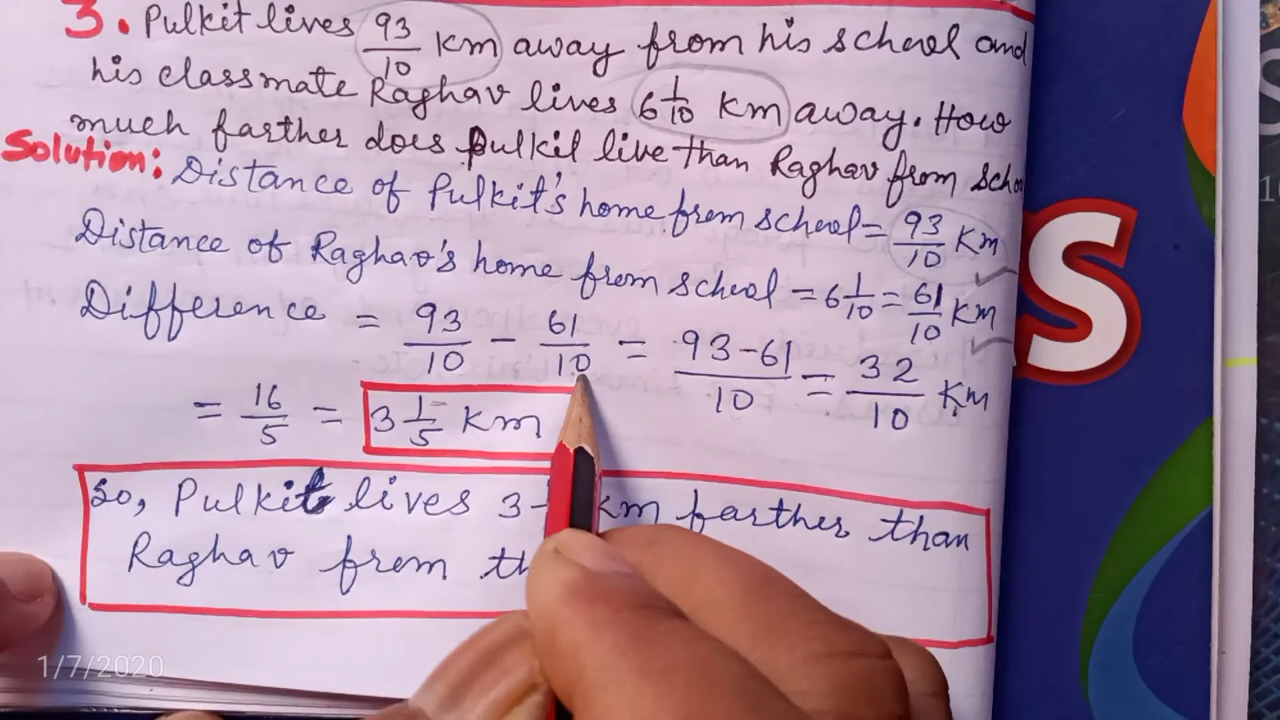 3. Pulkit lives 93/10 km away from his school and
his classmate Raghav lives 6 1/10 km away. How
much farther does Pulkit live than Raghav from
Solution: Distance of Pulkit's home from school = 93/10 km
Distance of Raghav's home from school = 6 1/10 = 61/10 km
Difference = 93/10 - 61/10 = 93-61/10 = 32/10 km
= 16/5 = 3 1/5 km
So, Pulkit lives 3 km farther than
Raghav from
1/7/2020
S